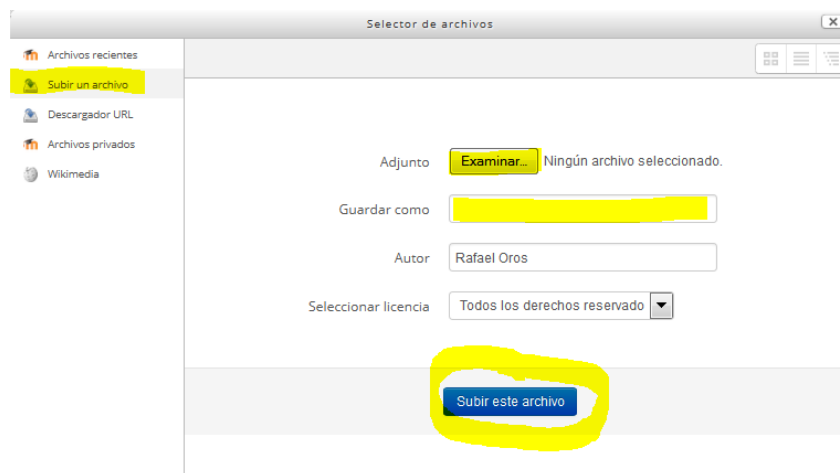 Selector de archivos
Archivos recientes
Subir un archivo
Descargador URL
Archivos privados
Wikimedia
Adjunto Examinar... Ningún archivo seleccionado.
Guardar como
Autor Rafael Oros
Seleccionar licencia Todos los derechos reservado
Subir este archivo